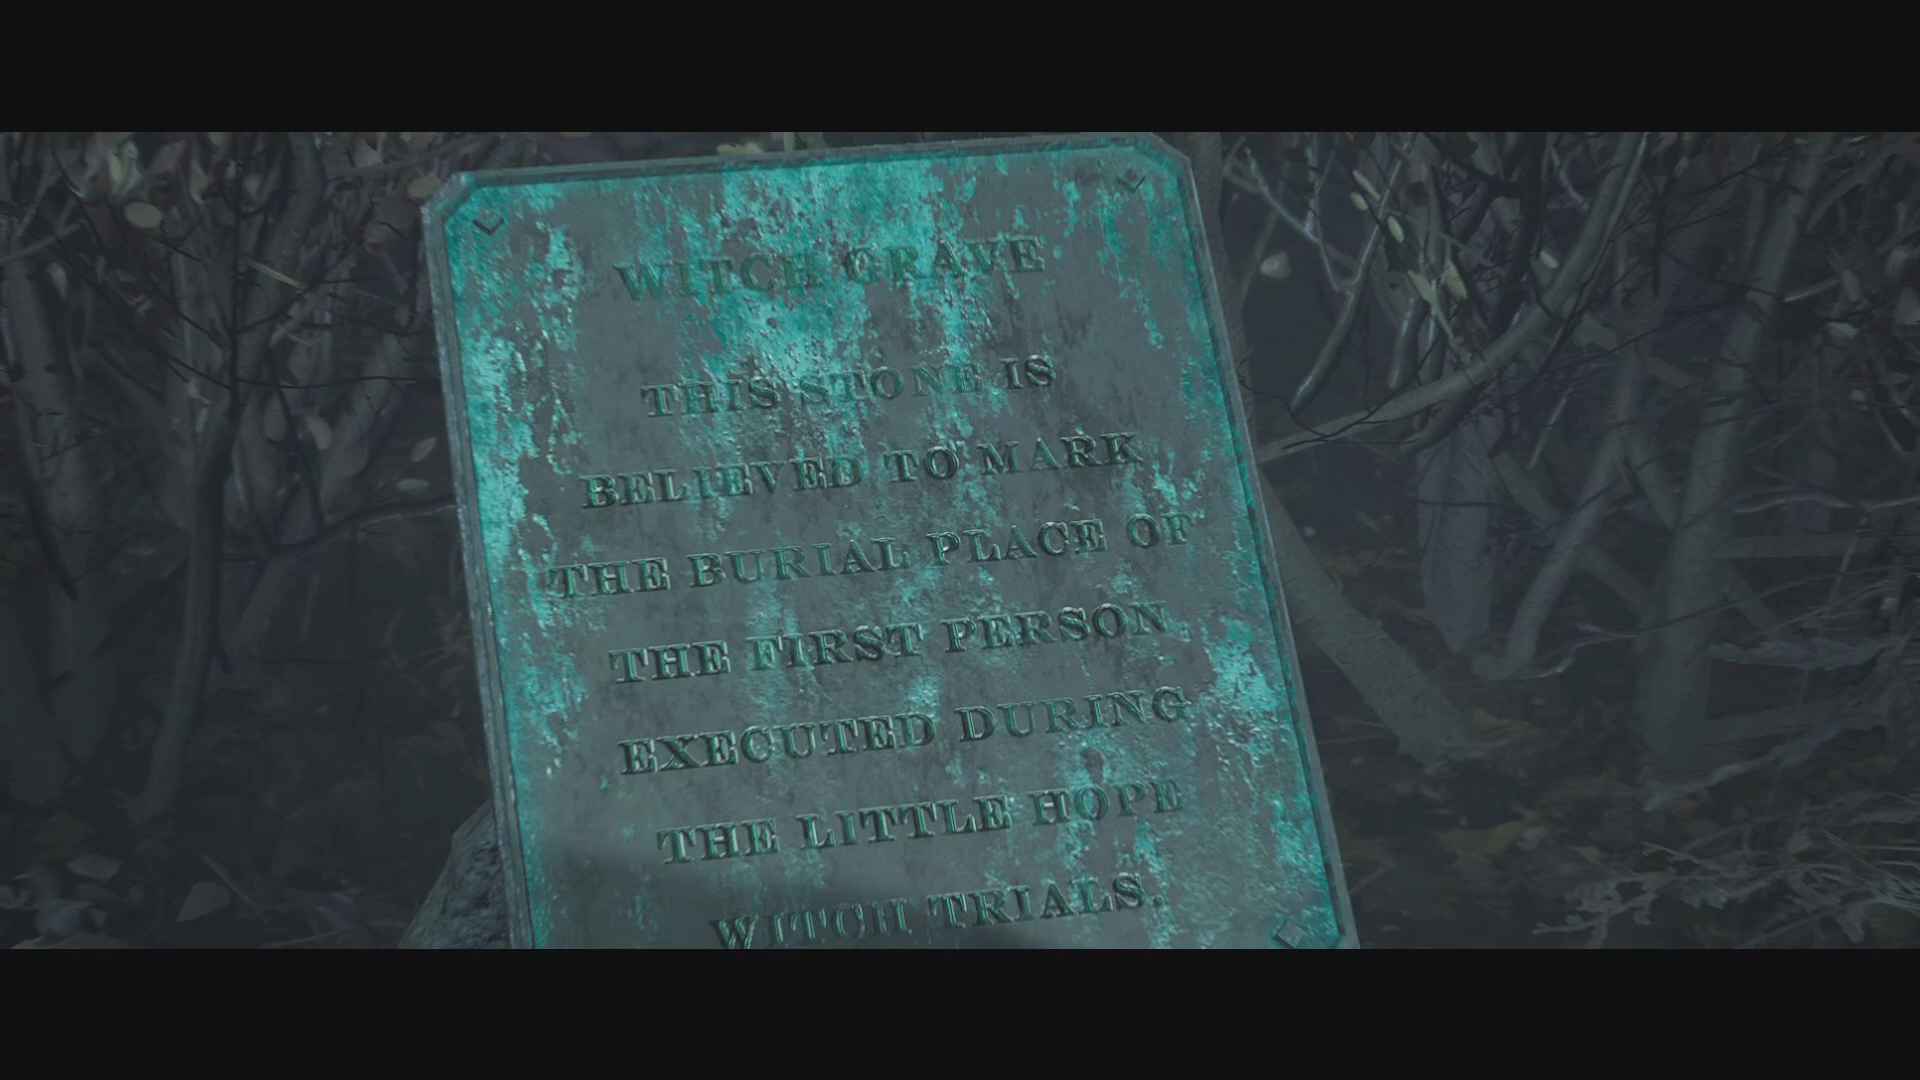 WITCH GRAVE
THIS STONE IS
BELIEVED TO MARK
THE BURIAL PLACE OF
THE FIRST PERSON
EXECUTED DURING
THE LITTLE HOPE
WITCH TRIALS.